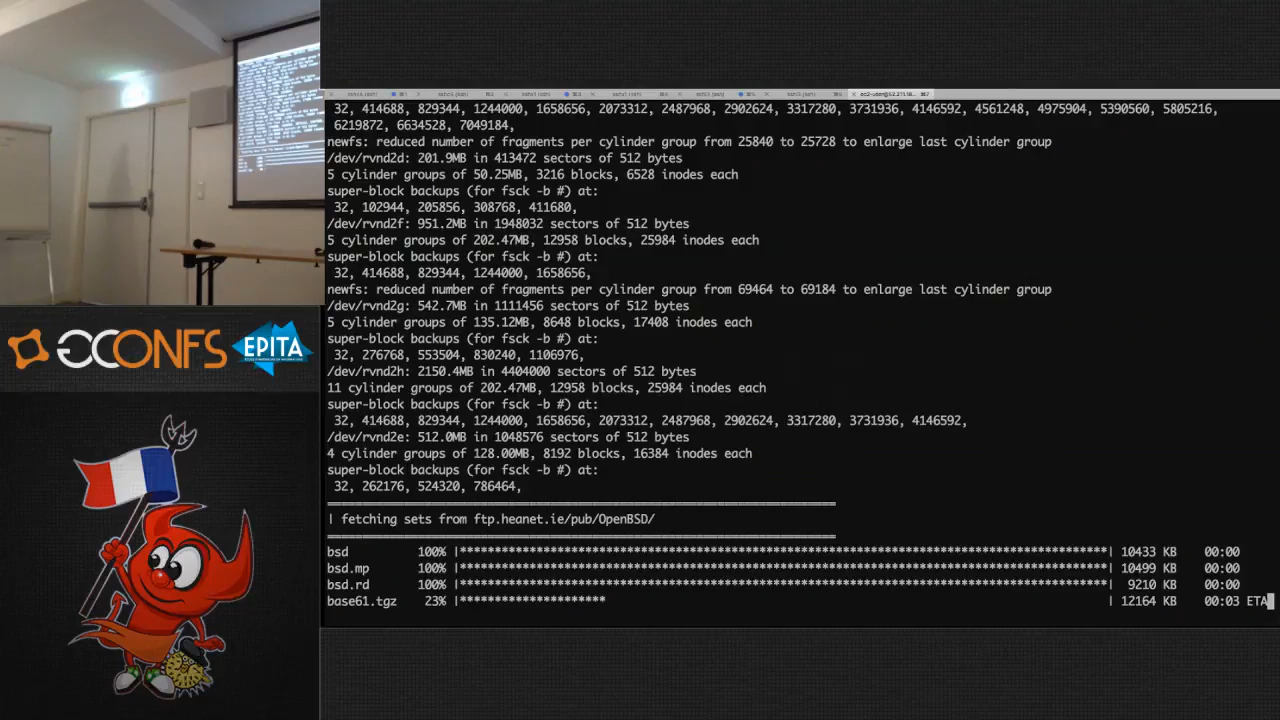 32, 414688, 829344, 1244000, 1658656, 2073312, 2487968, 2902624, 3317280, 3731936, 4146592, 4561248, 4975904, 5390560, 5805216,
6219872, 6634528, 7049184,
newfs: reduced number of fragments per cylinder group from 25840 to 25728 to enlarge last cylinder group
/dev/rvnd2d: 201.9MB in 413472 sectors of 512 bytes
5 cylinder groups of 50.25MB, 3216 blocks, 6528 inodes each
super-block backups (for fsck -b #) at:
32, 102944, 205856, 308768, 411680,
/dev/rvnd2f: 951.2MB in 1948032 sectors of 512 bytes
5 cylinder groups of 202.47MB, 12958 blocks, 25984 inodes each
super-block backups (for fsck -b #) at:
32, 414688, 829344, 1244000, 1658656,
newfs: reduced number of fragments per cylinder group from 69464 to 69184 to enlarge last cylinder group
/dev/rvnd2g: 542.7MB in 1111456 sectors of 512 bytes
5 cylinder groups of 135.12MB, 8648 blocks, 17408 inodes each
super-block backups (for fsck -b #) at:
32, 276768, 553504, 830240, 1106976,
/dev/rvnd2h: 2150.4MB in 4404000 sectors of 512 bytes
11 cylinder groups of 202.47MB, 12958 blocks, 25984 inodes each
super-block backups (for fsck -b #) at:
32, 414688, 829344, 1244000, 1658656, 2073312, 2487968, 2902624, 3317280, 3731936, 4146592,
/dev/rvnd2e: 512.0MB in 1048576 sectors of 512 bytes
4 cylinder groups of 128.00MB, 8192 blocks, 16384 inodes each
super-block backups (for fsck -b #) at:
32, 262176, 524320, 786464,
| fetching sets from ftp.heanet.ie/pub/OpenBSD/
bsd 100% |**********************************************************************************************| 10433 KB 00:00
bsd.mp 100% |**********************************************************************************************| 10499 KB 00:00
bsd.rd 100% |**********************************************************************************************| 9210 KB 00:00
base61.tgz 23% |********************* | 12164 KB 00:03 ETA
GCONFS
EPITA